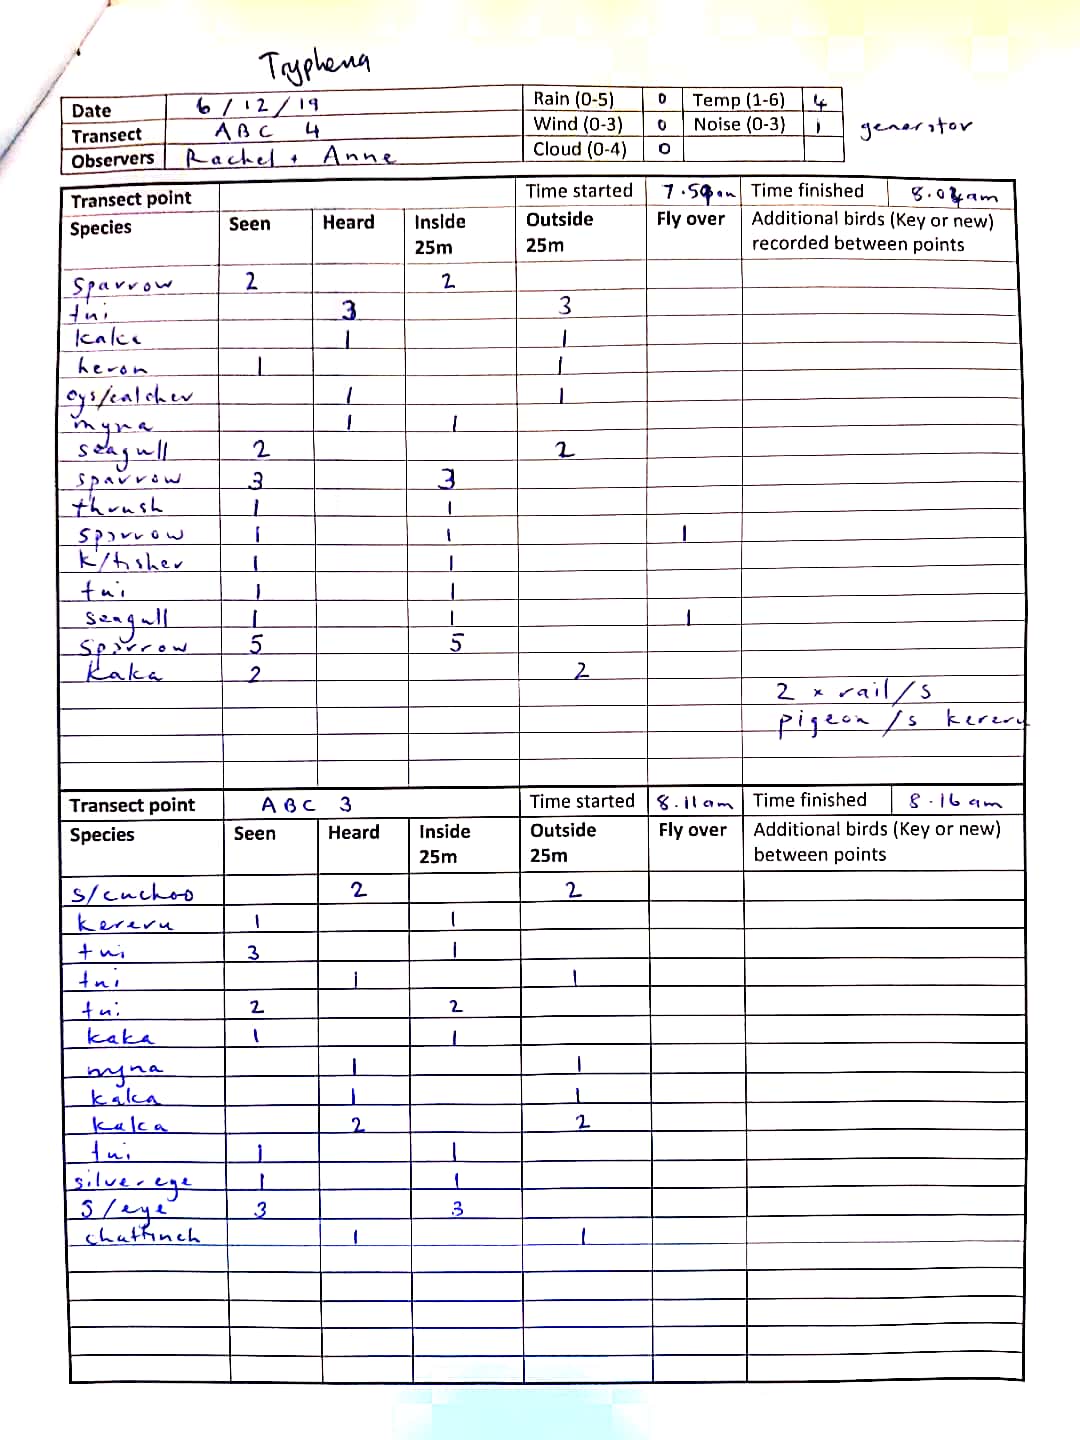 Tryphena
Date 6/12/19 Rain (0-5) 0 Temp (1-6) 4
Transect ABC 4 Wind (0-3) 0 Noise (0-3) 1 generator
Observers Rachel + Anne Cloud (0-4) 0
Transect point Time started Time finished
Species Seen Heard Inside 25m Outside 25m Fly over Additional birds (Key or new) recorded between points
Sparrow 2 2
tui 3 3
kaka 1 1
heron 1 1
oys/catcher 1 1
myna 1 1
seagull 2 2
sparrow 3 3
thrush 1 1
sparrow 1 1 1
k/fisher 1 1
tui 1 1
seagull 1 1 1
sparrow 5 5
kaka 2 2
2 x rail/s
pigeon /s kereru
Transect point ABC 3 Time started 8.11am Time finished 8.16am
Species Seen Heard Inside 25m Outside 25m Fly over Additional birds (Key or new) between points
s/cuckoo 2 2
kereru 1 1
tui 3 1
tui 1 1
tui 2 2
kaka 1 1
myna 1 1
kaka 1 1
kaka 2 2
tui 1 1
silver eye 1 1
S/eye 3 3
chaffinch 1 1